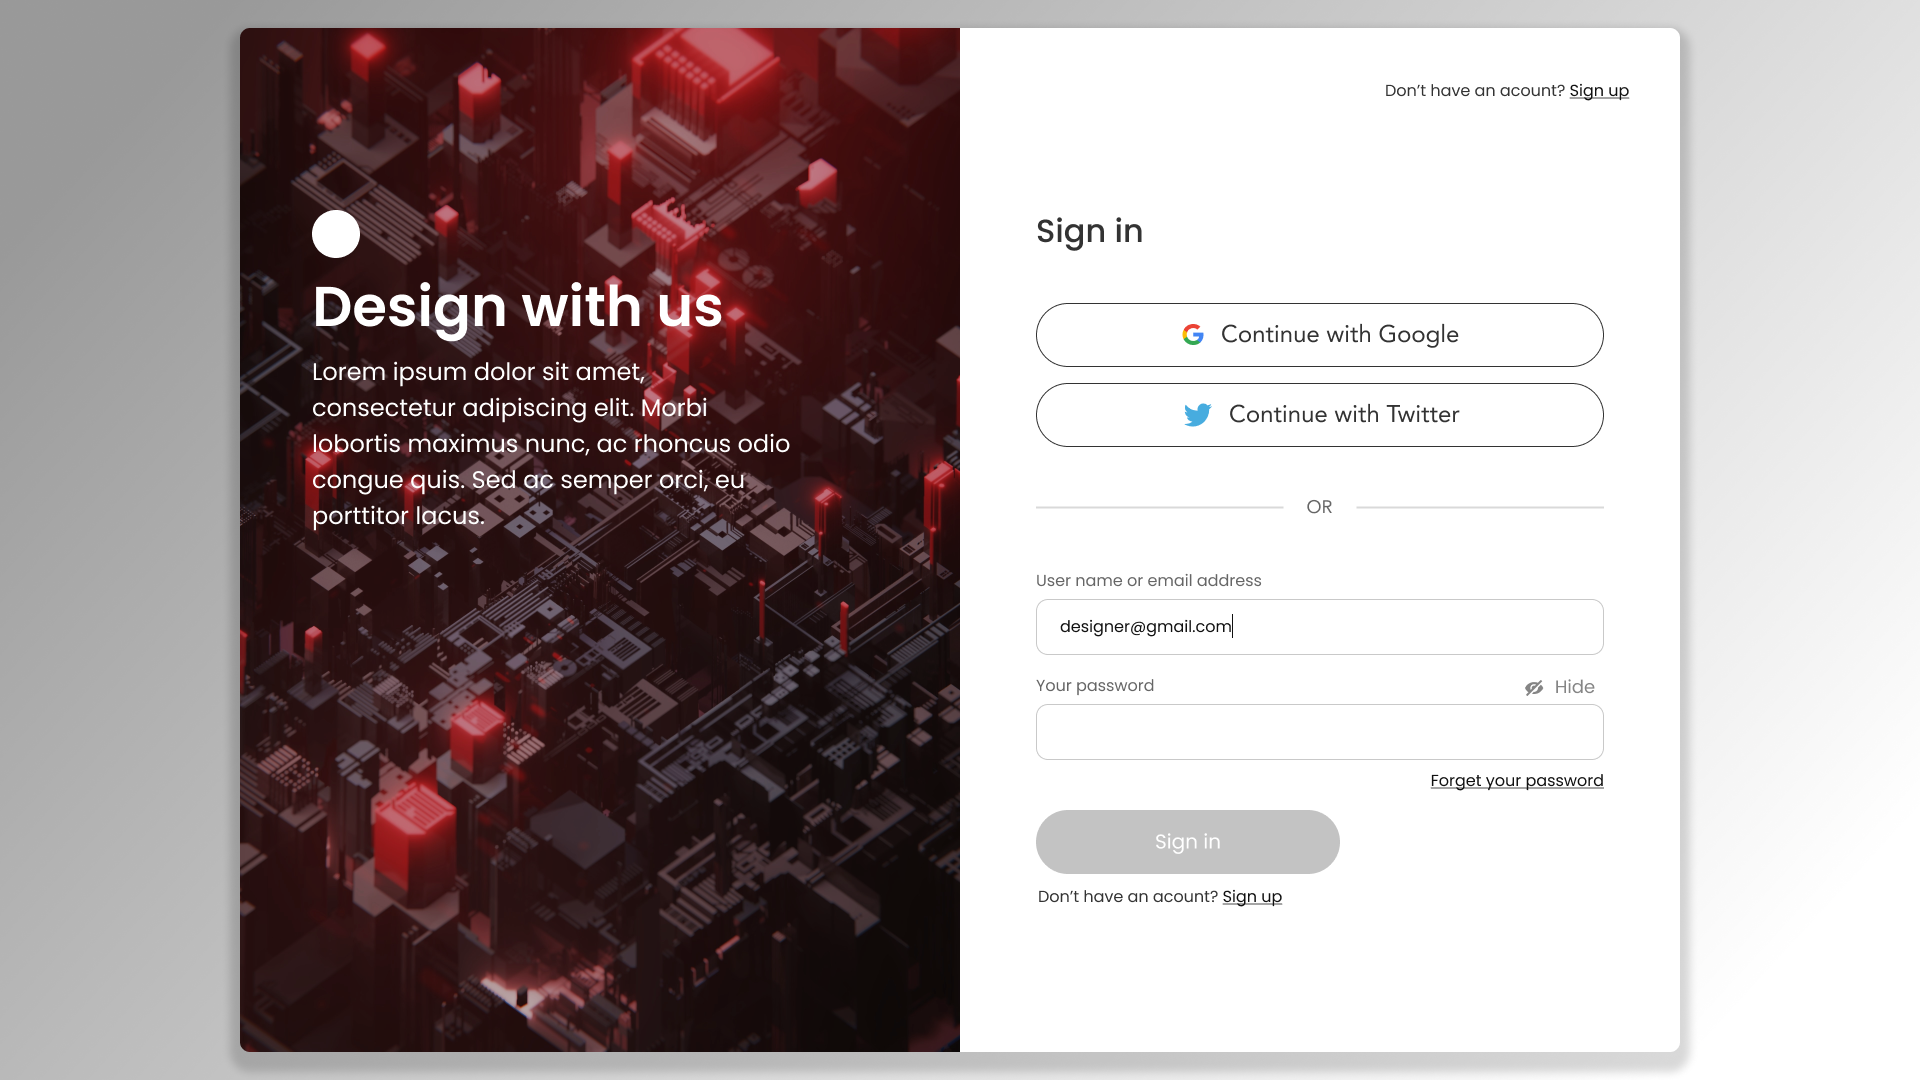 Don't have an acount? Sign up
Design with us
Lorem ipsum dolor sit amet,
consectetur adipiscing elit. Morbi
lobortis maximus nunc, ac rhoncus odio
congue quis. Sed ac semper orci, eu
porttitor lacus.
Sign in
Continue with Google
Continue with Twitter
OR
User name or email address
designer@gmail.com
Your password
Hide
Forget your password
Sign in
Don't have an acount? Sign up